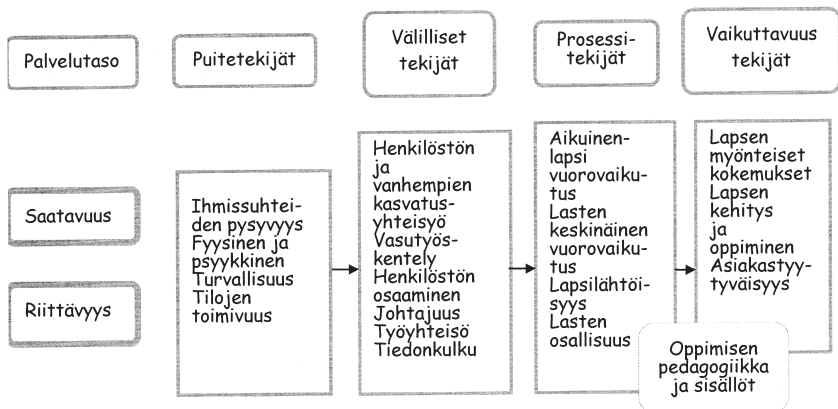 Palvelutaso
Puitetekijät
Välilliset
tekijät
Prosessi-
tekijät
Vaikuttavuus
tekijät
Saatavuus
Riittävyys
Ihmissuhtei-
den pysyvyys
Fyysinen ja
psyykkinen
Turvallisuus
Tilojen
toimivuus
Henkilöstön
ja
vanhempien
kasvatus-
yhteisyö
Vasutyös-
kentely
Henkilöstön
osaaminen
Johtajuus
Työyhteisö
Tiedonkulku
Aikuinen-
lapsi
vuorovaiku-
tus
Lasten
keskinäinen
vuorovaiku-
tus
Lapsilähtöi-
syys
Lasten
osallisuus
Lapsen
myönteiset
kokemukset
Lapsen
kehitys
ja
oppiminen
Asiakastyy-
tyväisyys
Oppimisen
pedagogiikka
ja sisällöt